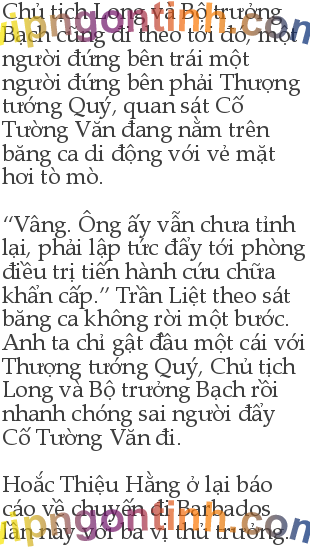 Chủ tịch Long và Bộ trưởng
Bạch cũng đi theo tới đó, một
người đứng bên trái một
người đứng bên phải Thượng
tướng Quý, quan sát Cố
Tường Văn đang nằm trên
băng ca di động với vẻ mặt
hơi tò mò.
“Vâng. Ông ấy vẫn chưa tỉnh
lại, phải lập tức đẩy tới phòng
điều trị tiến hành cứu chữa
khẩn cấp.” Trần Liệt theo sát
băng ca không rời một bước.
Anh ta chỉ gật đầu một cái với
Thượng tướng Quý, Chủ tịch
Long và Bộ trưởng Bạch rồi
nhanh chóng sai người đẩy
Cố Tường Văn đi.
Hoắc Thiệu Hằng ở lại báo
cáo về chuyến đi Barbados
lần này với ba vị thủ trưởng.